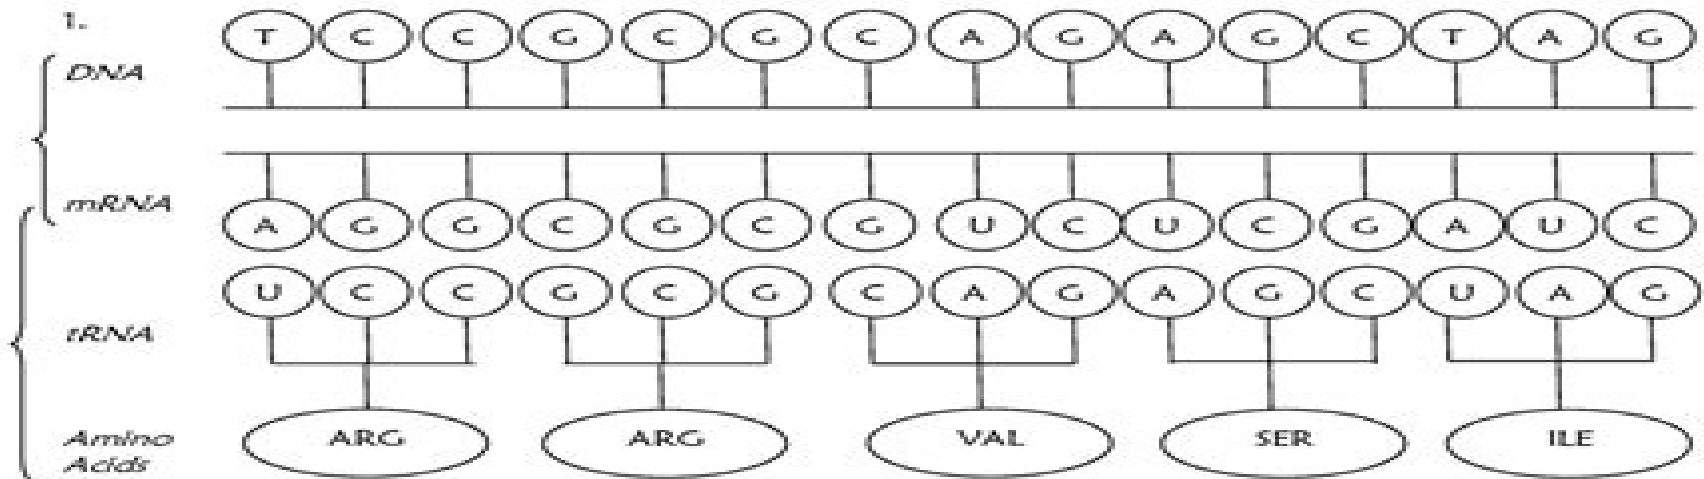 1.
T C C G C G C A G A G C T A G
DNA
mRNA
A G G C G C G U C U C G A U C
U C C G C G C A G A G C U A G
tRNA
ARG ARG VAL SER ILE
Amino
Acids